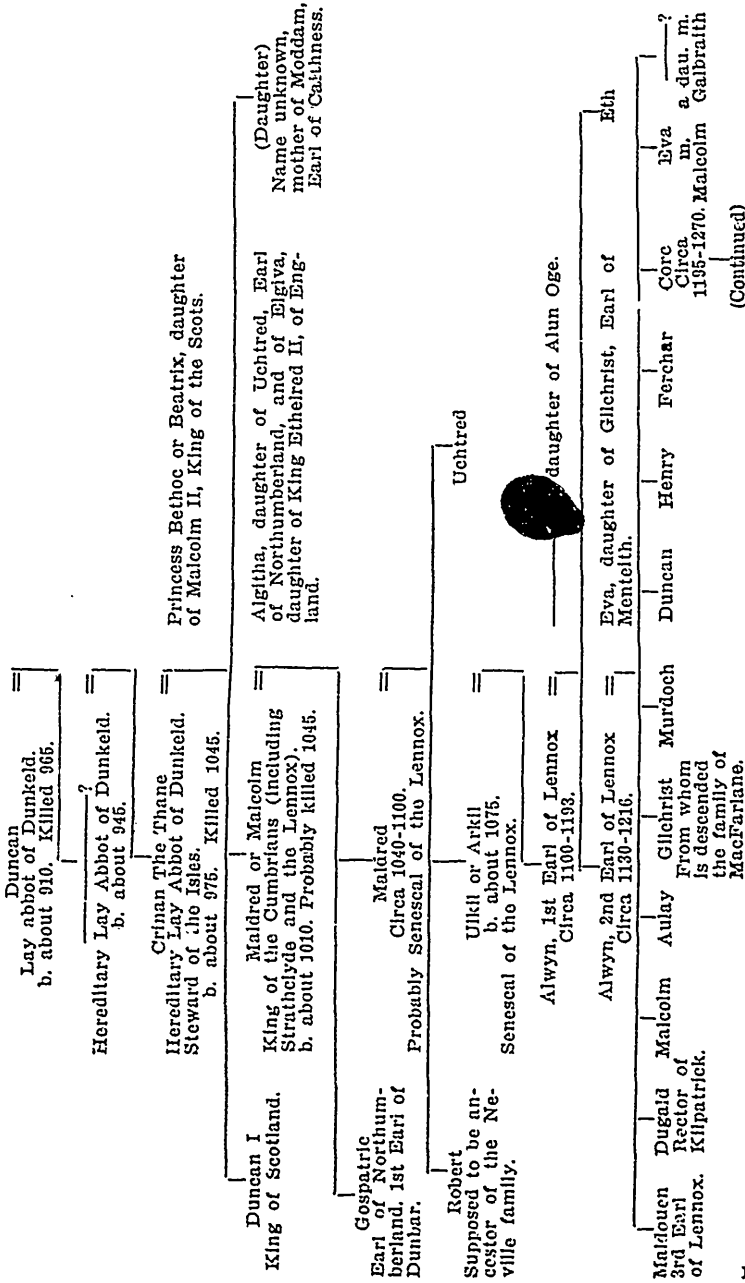 Duncan
Lay abbot of Dunkeld.
b. about 910. Killed 965.
=
?
Hereditary Lay Abbot of Dunkeld.
b. about 945.
=
Crinan The Thane
Hereditary Lay Abbot of Dunkeld.
Steward of the Isles.
b. about 975. Killed 1045.
=
Princess Bethoc or Beatrix, daughter
of Malcolm II, King of the Scots.
Duncan I
King of Scotland.
Maldred or Malcolm
King of the Cumbrians (including
Strathclyde and the Lennox).
b. about 1010. Probably killed 1045.
=
Algitha, daughter of Uchtred, Earl
of Northumberland, and of Elgiva,
daughter of King Ethelred II, of Eng-
land.
(Daughter)
Name unknown,
mother of Moddam,
Earl of Caithness.
Gospatric
Earl of Northum-
berland. 1st Earl of
Dunbar.
Maldred
Circa 1040-1100.
Probably Senescal of the Lennox.
=
Robert
Supposed to be an-
cestor of the Ne-
ville family.
Ulkil or Arkil
b. about 1075.
Senescal of the Lennox.
=
Uchtred
Alwyn, 1st Earl of Lennox
Circa 1100-1193.
=
daughter of Alun Oge.
Alwyn, 2nd Earl of Lennox
Circa 1130-1216.
=
Eva, daughter of Gilchrist, Earl of
Menteith.
Eth
Maldouen
3rd Earl
of Lennox.
Dugald
Rector of
Kilpatrick.
Malcolm
Aulay
Gilchrist
From whom
is descended
the family of
MacFarlane.
Murdoch
Duncan
Henry
Ferchar
Corc
Circa
1195-1270.
(Continued)
Eva
m.
Malcolm
?
a dau. m.
Galbraith